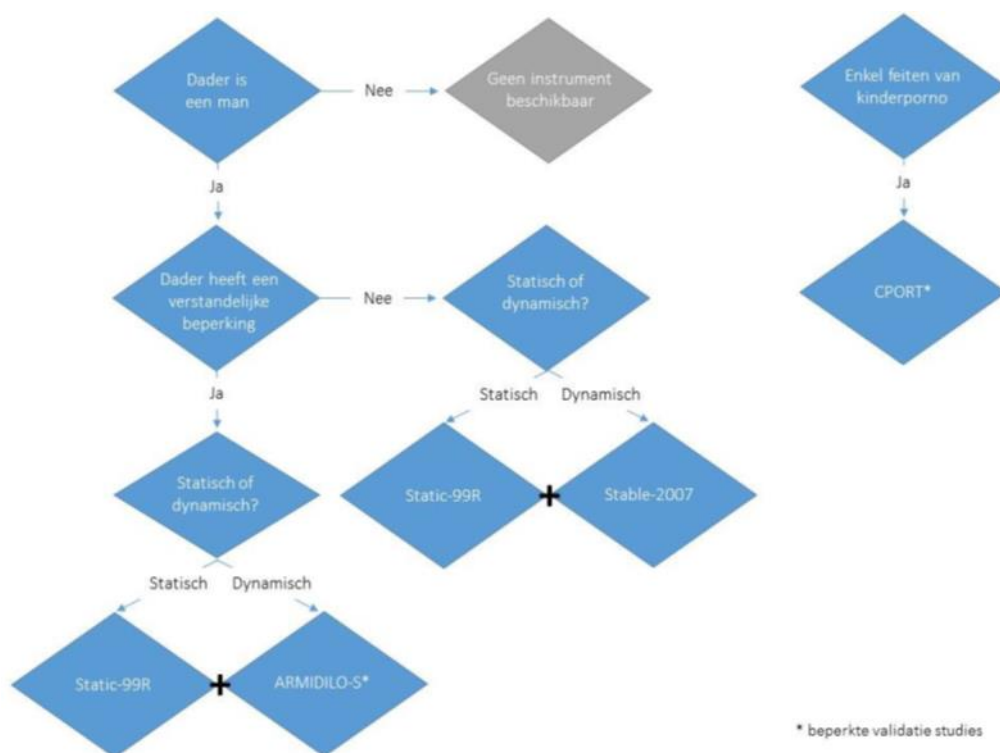 Dader is
een man
Nee
Geen instrument
beschikbaar
Enkel feiten van
kinderporno
Ja
Ja
Dader heeft een
verstandelijke
beperking
Nee
Statisch of
dynamisch?
CPORT*
Ja
Statisch
Dynamisch
Statisch of
dynamisch?
Static-99R
+
Stable-2007
Statisch
Dynamisch
Static-99R
+
ARMIDILO-S*
* beperkte validatie studies